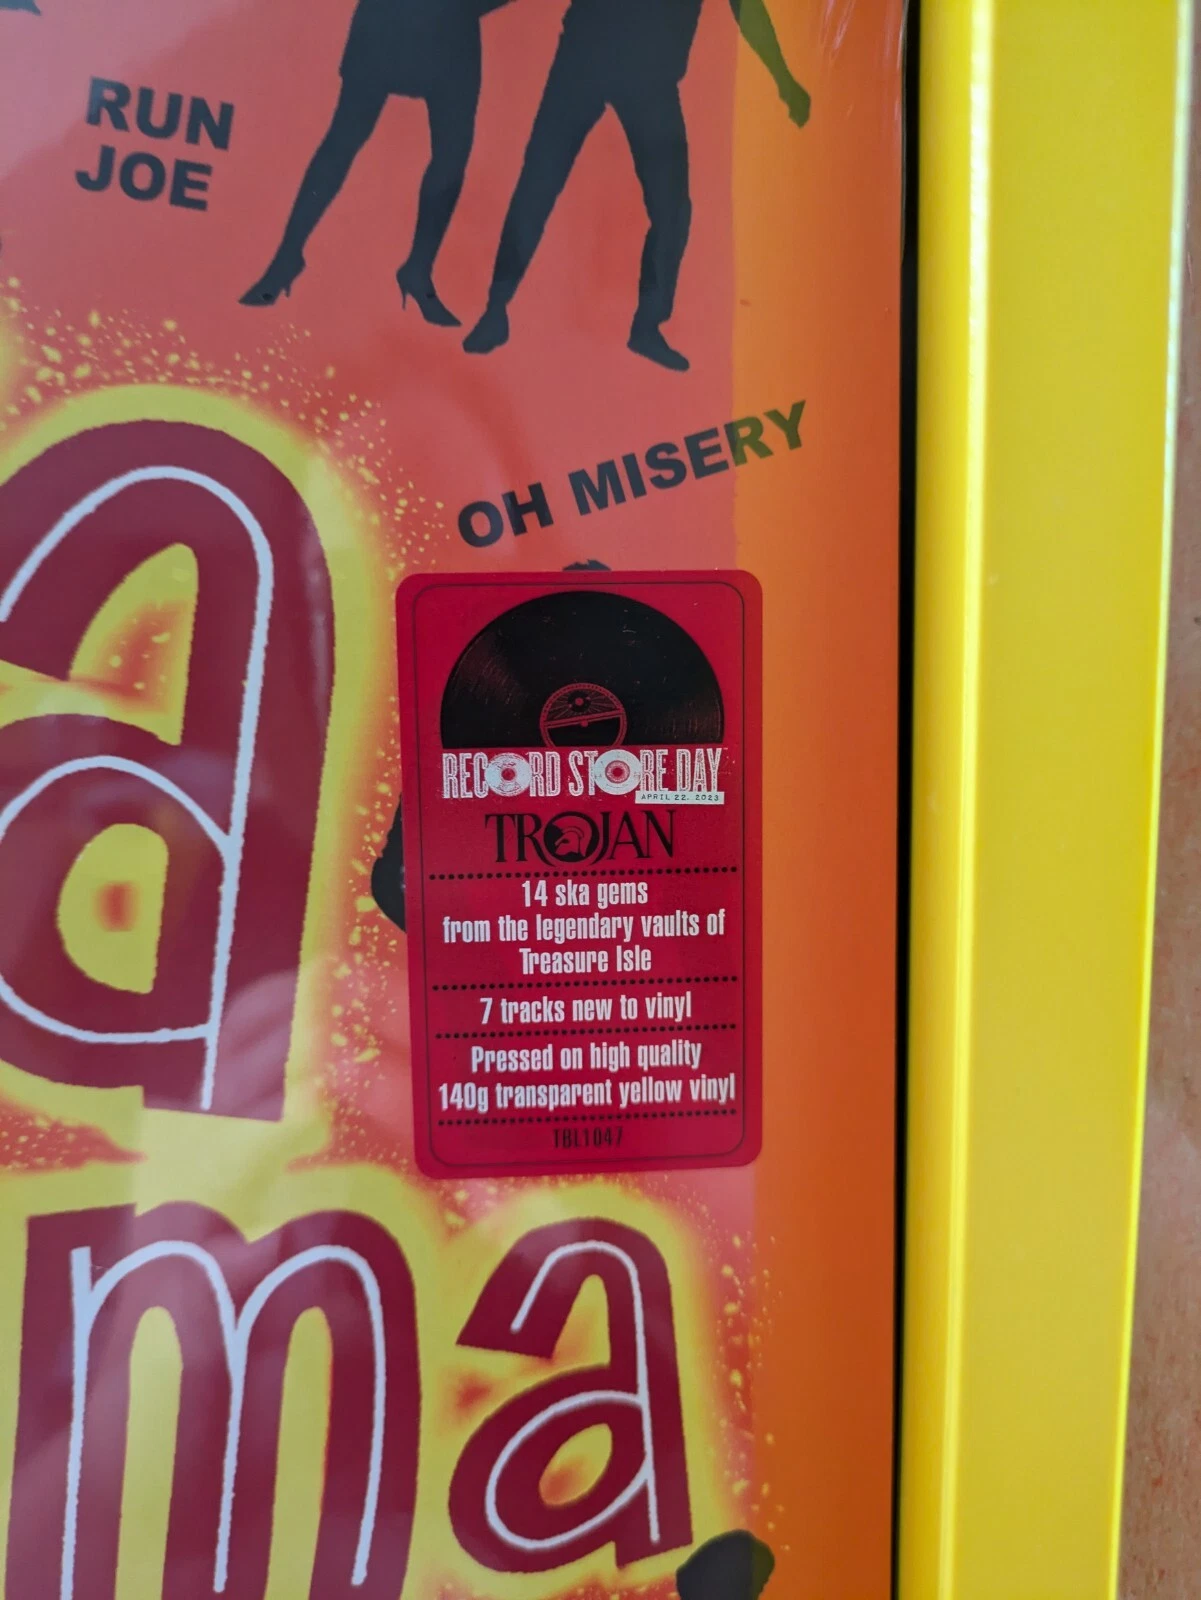 RUN
JOE
OH MISERY
RECORD STORE DAY
APRIL 22, 2023
TROJAN
14 ska gems
from the legendary vaults of
Treasure Isle
7 tracks new to vinyl
Pressed on high quality
140g transparent yellow vinyl
TBL1047
a
ma